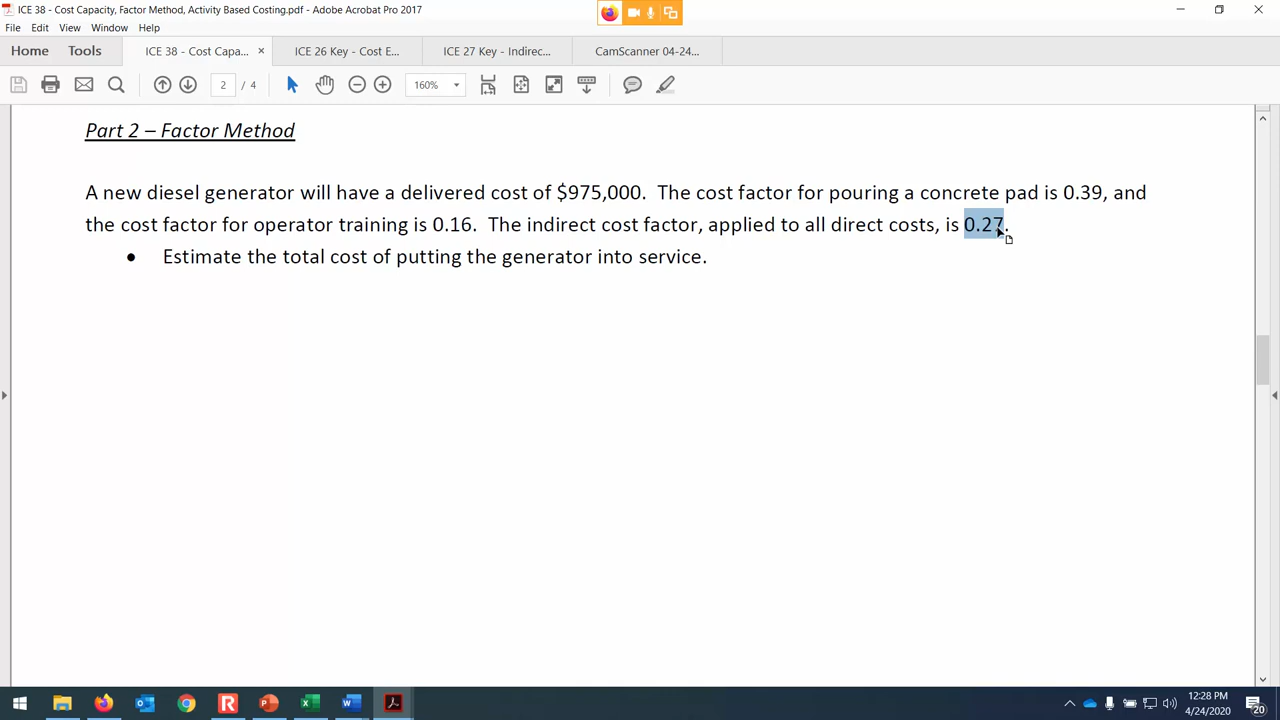 ICE 38 - Cost Capacity, Factor Method, Activity Based Costing.pdf - Adobe Acrobat Pro 2017
File Edit View Window Help
Home Tools ICE 38 - Cost Capa... × ICE 26 Key - Cost E... ICE 27 Key - Indirec... CamScanner 04-24...
2 / 4 160%
Part 2 – Factor Method
A new diesel generator will have a delivered cost of $975,000. The cost factor for pouring a concrete pad is 0.39, and
the cost factor for operator training is 0.16. The indirect cost factor, applied to all direct costs, is 0.27.
• Estimate the total cost of putting the generator into service.
12:28 PM
4/24/2020
20